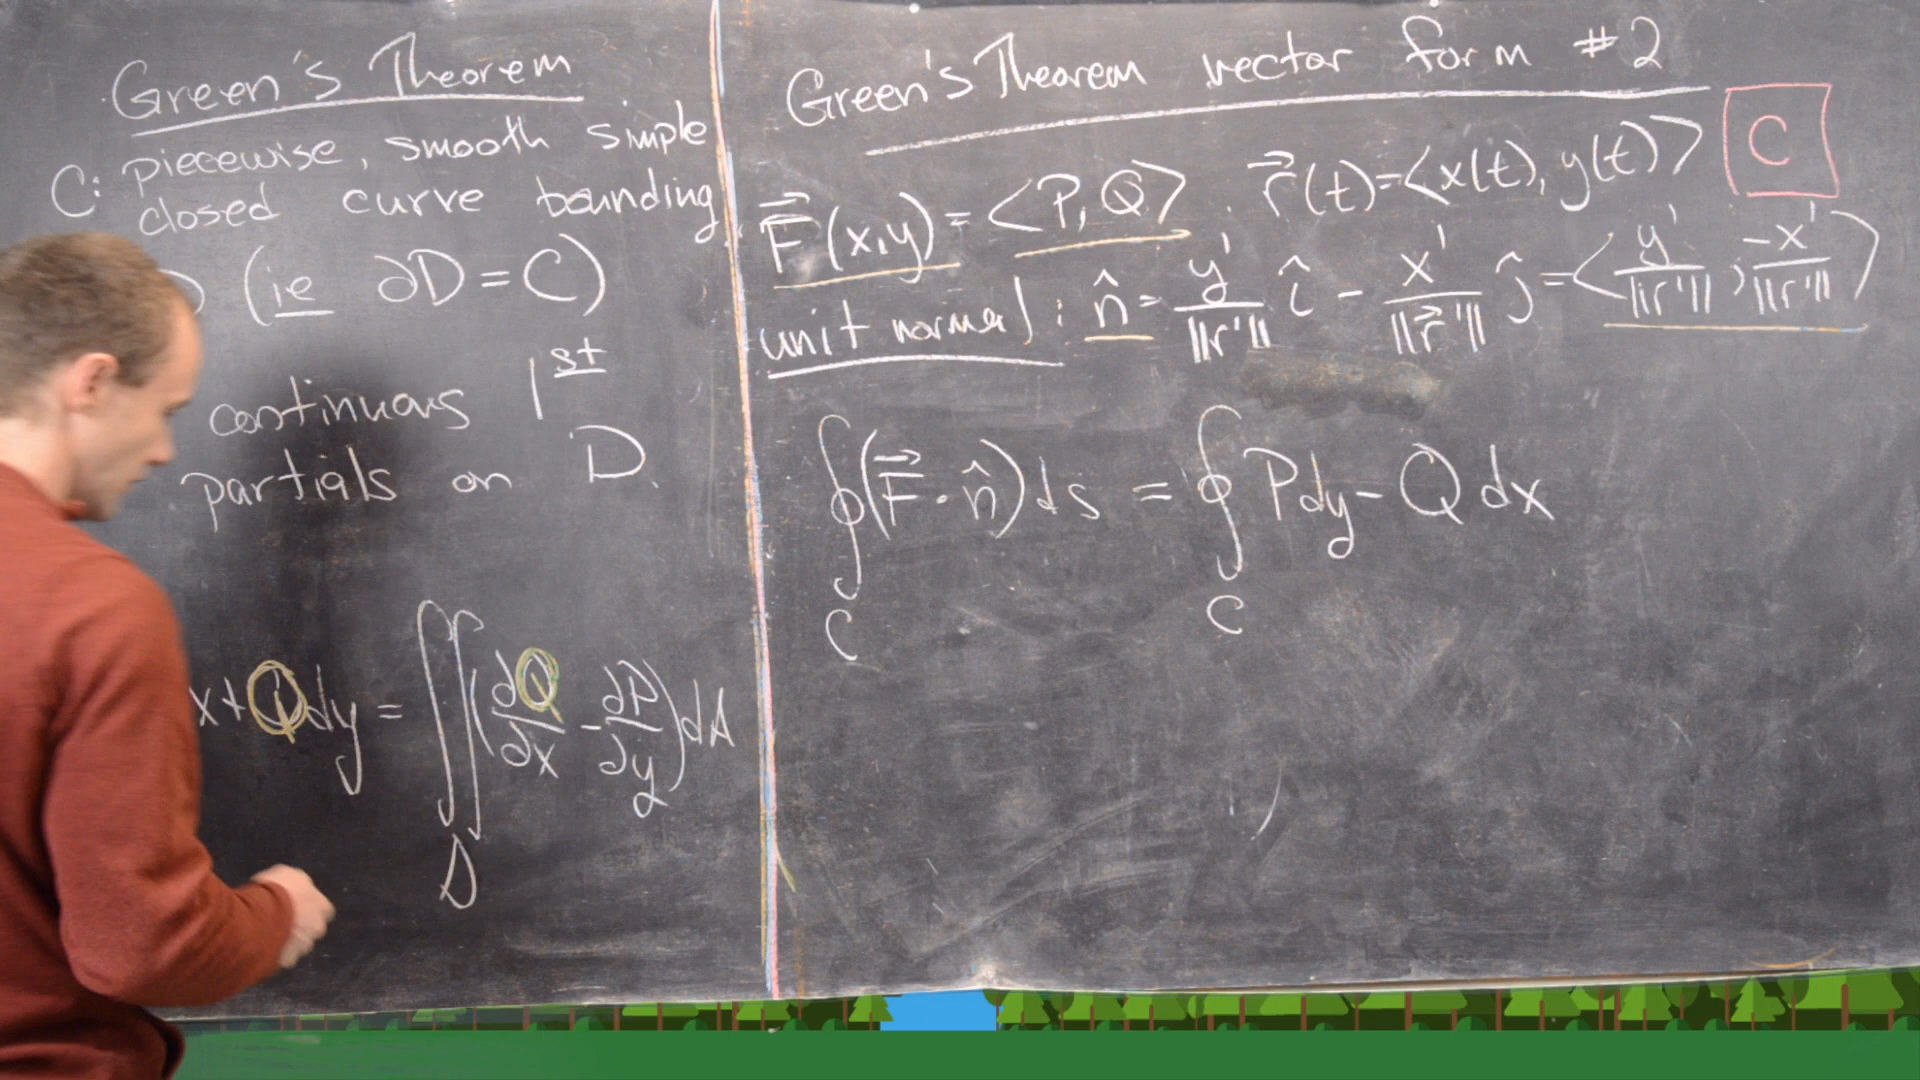 Green's Theorem
C: piecewise, smooth simple
closed curve bounding
(ie ∂D = C)
continuous 1st
partials on D.
x + Q dy = ∬ (∂Q/∂x - ∂P/∂y) dA
D
Green's Theorem vector form #2
C
F⃗(x,y) = <P, Q> . r⃗(t) = <x(t), y(t)>
unit normal: n̂ = y'/||r'|| î - x'/||r⃗'|| ĵ = <y'/||r'||, -x'/||r'||>
∮(F⃗ · n̂) ds = ∮ P dy - Q dx
C C